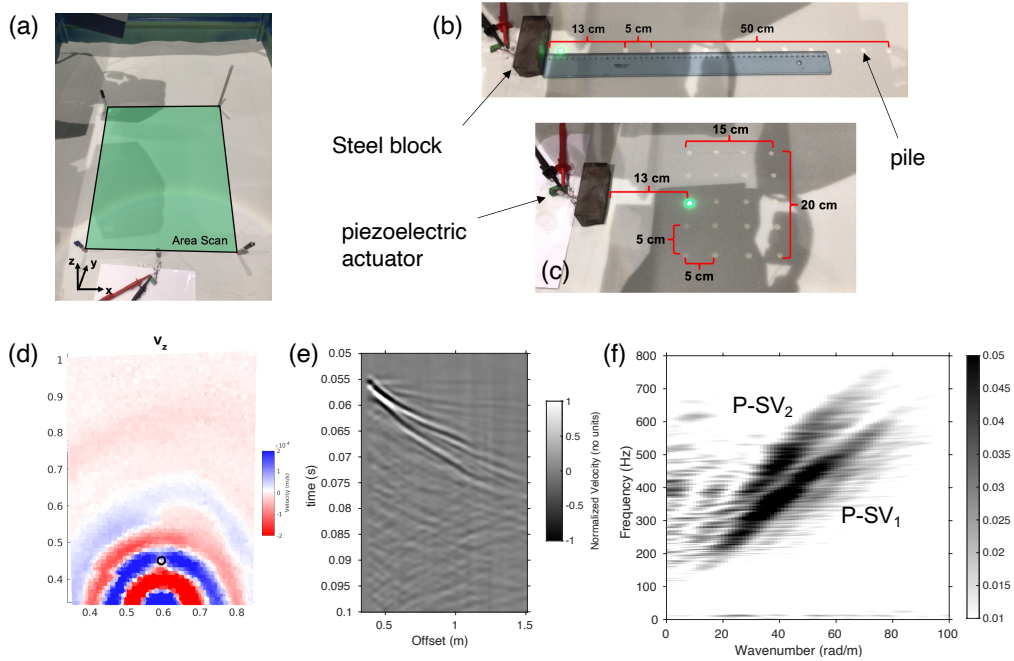 (a)
Area Scan
z
y
x
(b)
13 cm
5 cm
50 cm
Steel block
pile
piezoelectric
actuator
15 cm
13 cm
20 cm
5 cm
5 cm
(c)
(d)
vz
1
0.9
0.8
0.7
0.6
0.5
0.4
0.4 0.5 0.6 0.7 0.8
×10⁻⁴
2
1
0
-1
-2
Velocity (m/s)
(e)
0.05
0.055
0.06
0.065
0.07
0.075
0.08
0.085
0.09
0.095
0.1
time (s)
0.5 1 1.5
Offset (m)
1
0.5
0
-0.5
-1
Normalized Velocity (no units)
(f)
800
700
600
500
400
300
200
100
0
Frequency (Hz)
P-SV2
P-SV1
0 20 40 60 80 100
Wavenumber (rad/m)
0.05
0.045
0.04
0.035
0.03
0.025
0.02
0.015
0.01